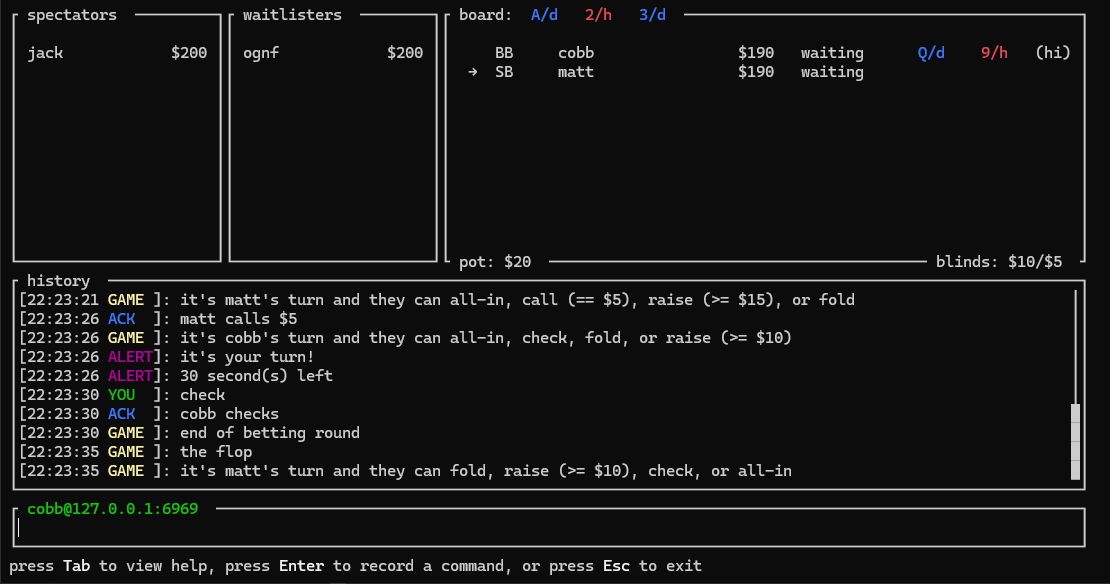 spectators
jack $200
waitlisters
ognf $200
board: A/d 2/h 3/d
BB cobb $190 waiting Q/d 9/h (hi)
→ SB matt $190 waiting
pot: $20 blinds: $10/$5
history
[22:23:21 GAME ]: it's matt's turn and they can all-in, call (== $5), raise (>= $15), or fold
[22:23:26 ACK ]: matt calls $5
[22:23:26 GAME ]: it's cobb's turn and they can all-in, check, fold, or raise (>= $10)
[22:23:26 ALERT]: it's your turn!
[22:23:26 ALERT]: 30 second(s) left
[22:23:30 YOU ]: check
[22:23:30 ACK ]: cobb checks
[22:23:30 GAME ]: end of betting round
[22:23:35 GAME ]: the flop
[22:23:35 GAME ]: it's matt's turn and they can fold, raise (>= $10), check, or all-in
cobb@127.0.0.1:6969
press Tab to view help, press Enter to record a command, or press Esc to exit